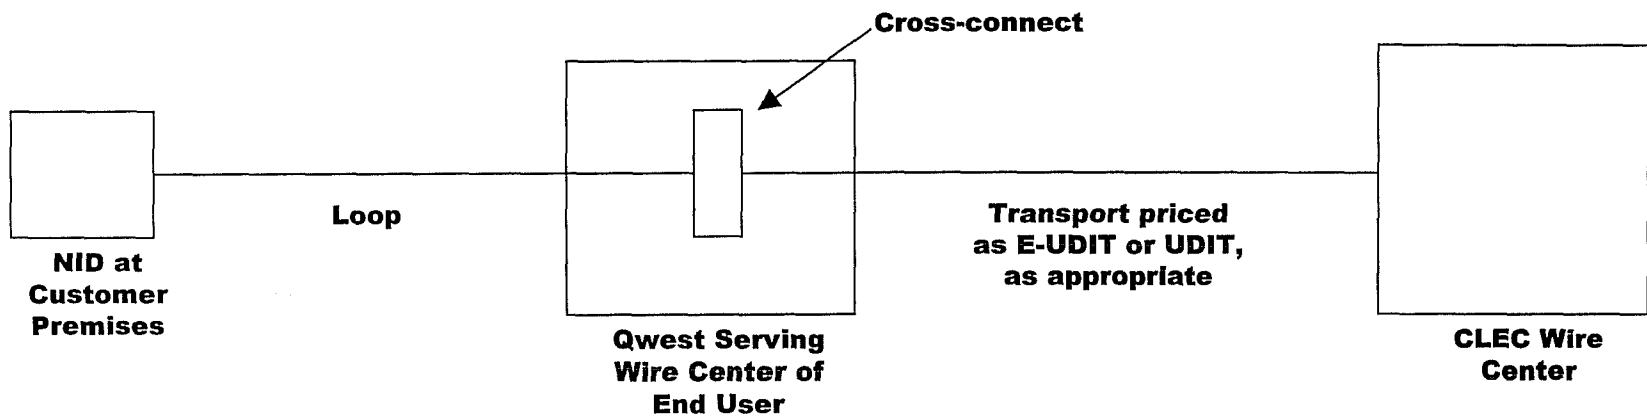 Cross-connect
Loop
Transport priced
as E-UDIT or UDIT,
as appropriate
NID at
Customer
Premises
Qwest Serving
Wire Center of
End User
CLEC Wire
Center